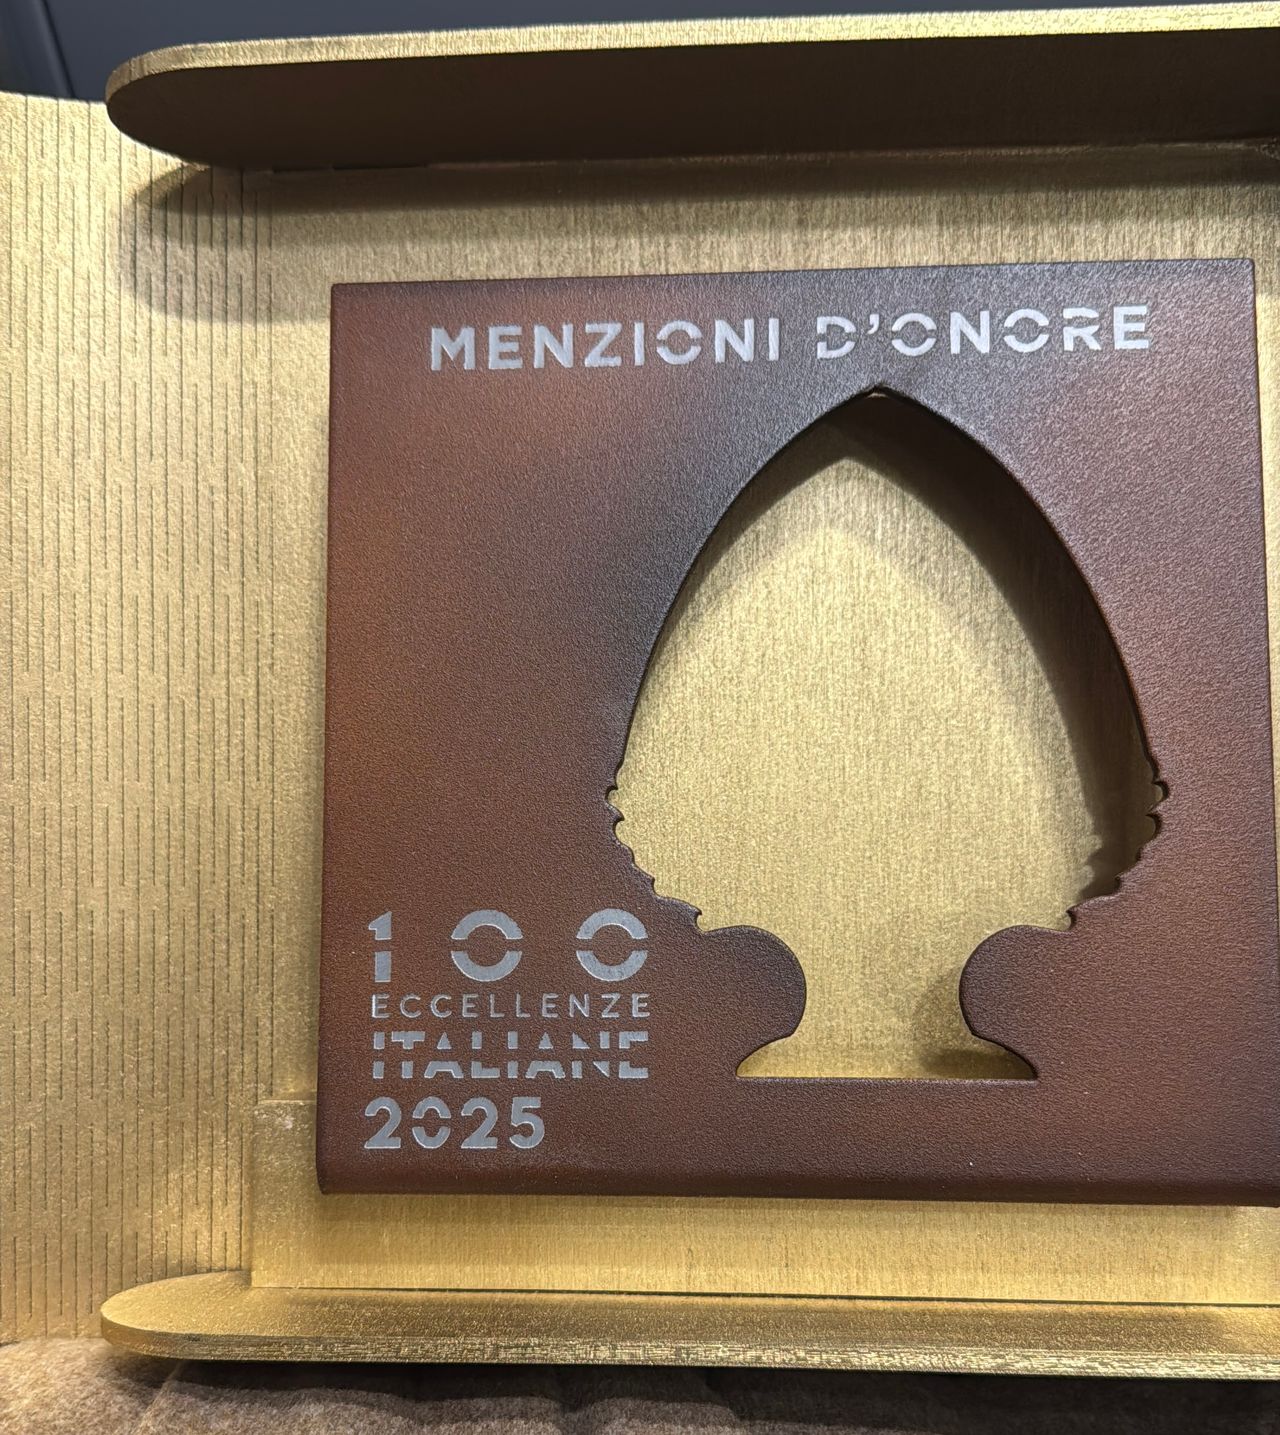 MENZIONI D'ONORE
100
ECCELLENZE
ITALIANE
2025